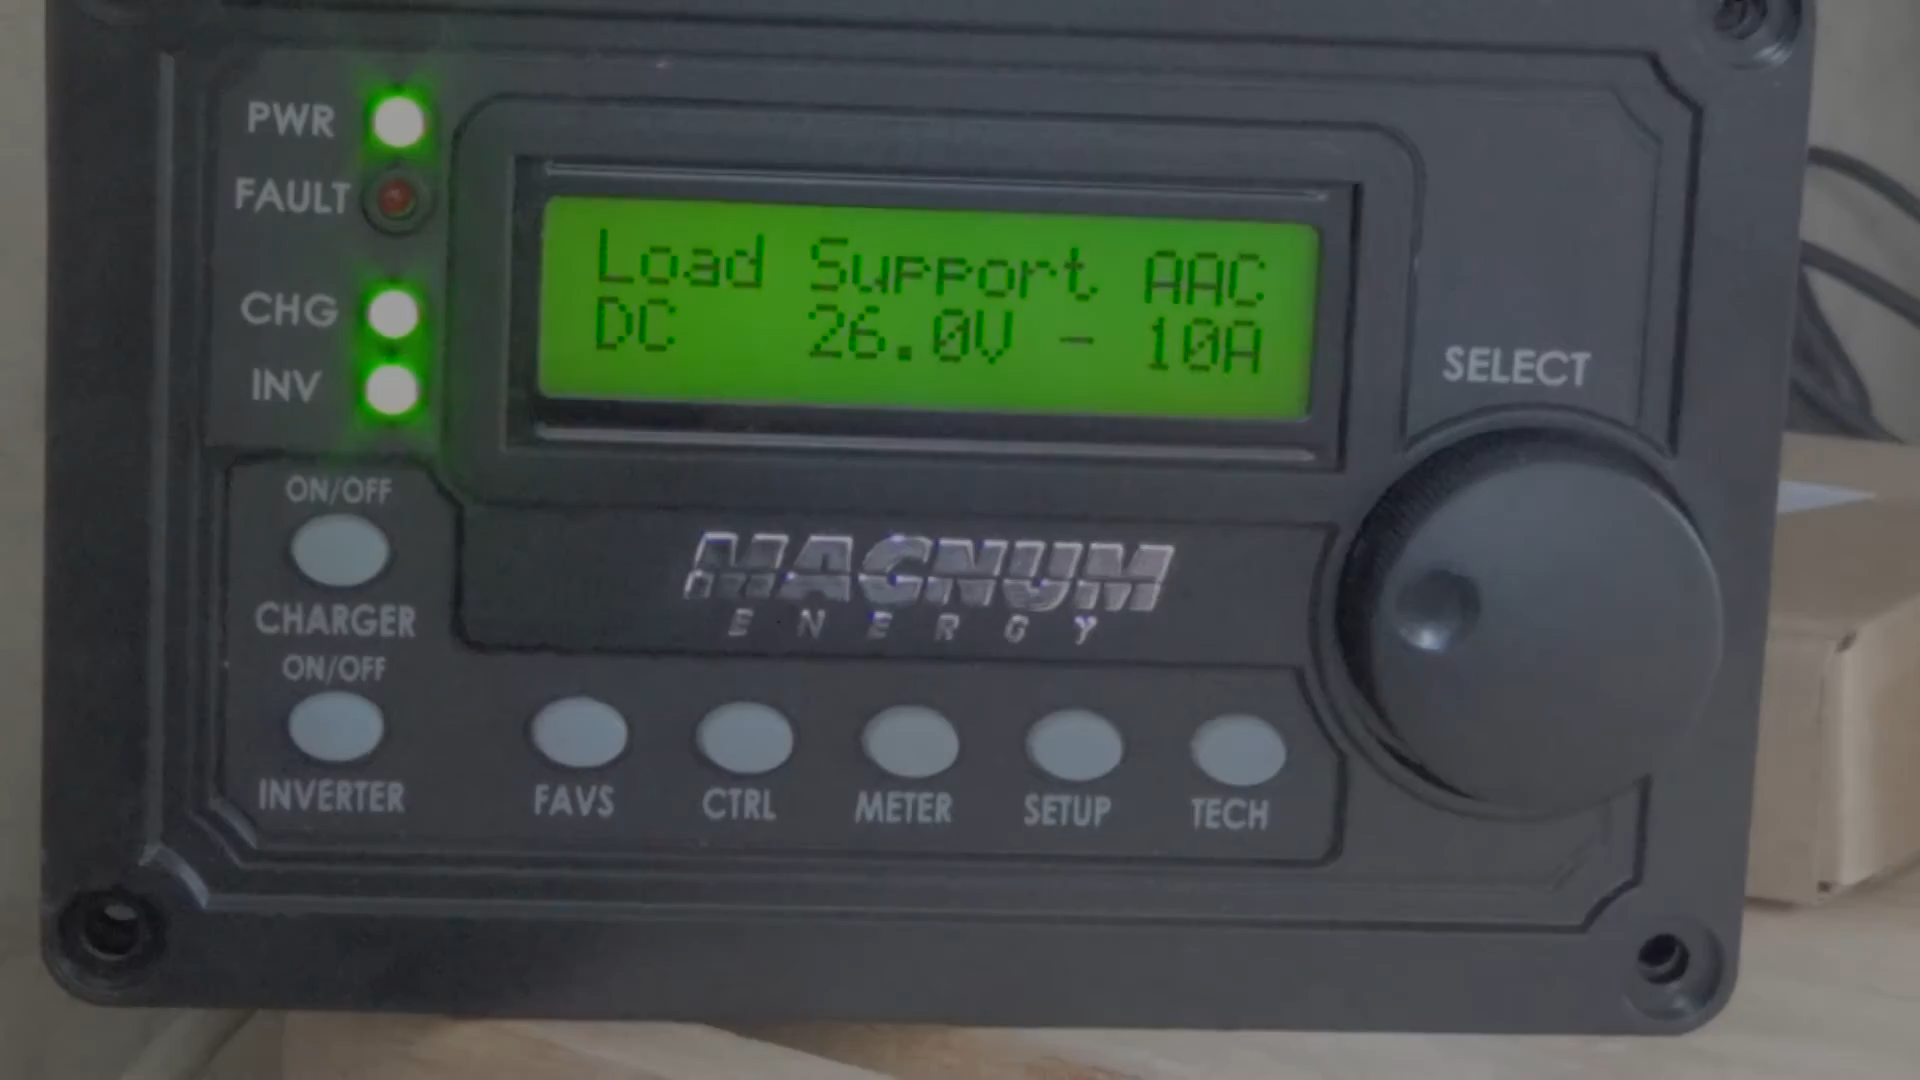 PWR
FAULT
CHG
INV
Load Support AAC
DC 26.0V - 10A
SELECT
ON/OFF
CHARGER
ON/OFF
INVERTER
MAGNUM
ENERGY
FAVS
CTRL
METER
SETUP
TECH